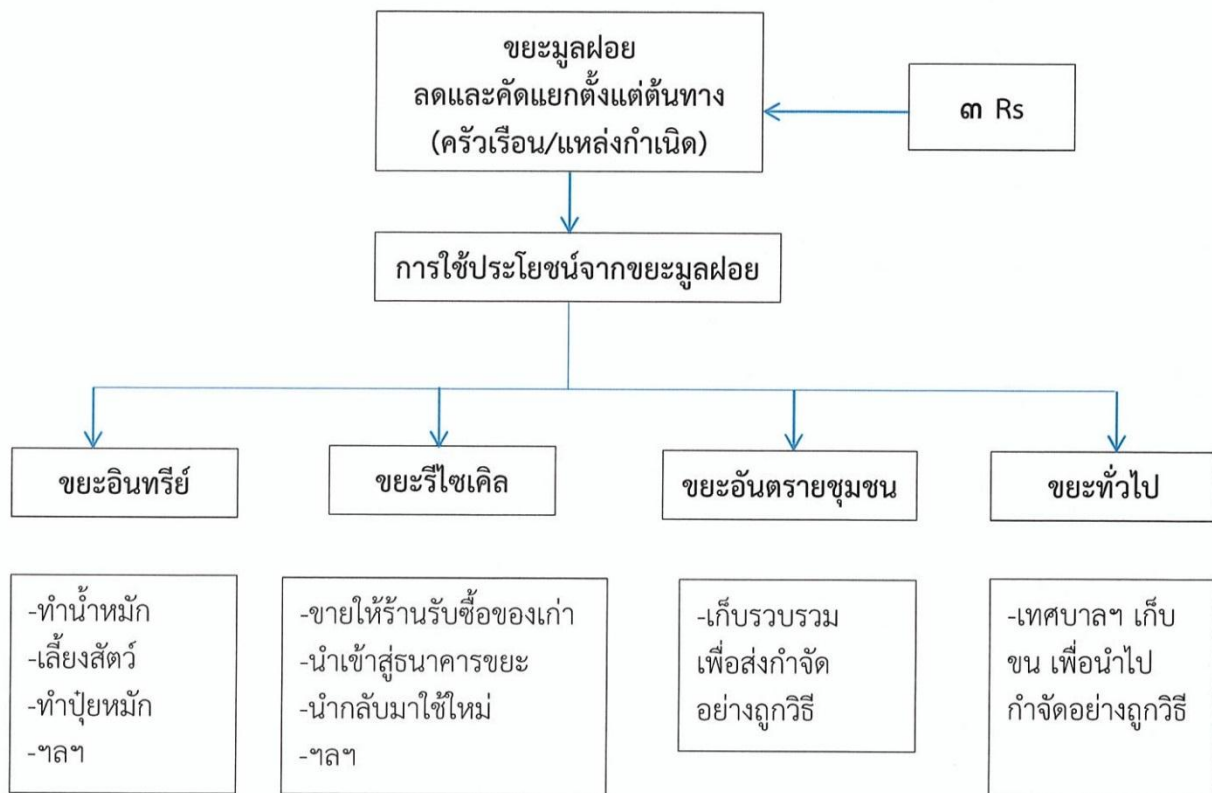 ขยะมูลฝอย
ลดและคัดแยกตั้งแต่ต้นทาง
(ครัวเรือน/แหล่งกำเนิด)
๓ Rs
การใช้ประโยชน์จากขยะมูลฝอย
ขยะอินทรีย์
ขยะรีไซเคิล
ขยะอันตรายชุมชน
ขยะทั่วไป
-ทำน้ำหมัก
-เลี้ยงสัตว์
-ทำปุ๋ยหมัก
-ฯลฯ
-ขายให้ร้านรับซื้อของเก่า
-นำเข้าสู่ธนาคารขยะ
-นำกลับมาใช้ใหม่
-ฯลฯ
-เก็บรวบรวม
เพื่อส่งกำจัด
อย่างถูกวิธี
-เทศบาลฯ เก็บ
ขน เพื่อนำไป
กำจัดอย่างถูกวิธี